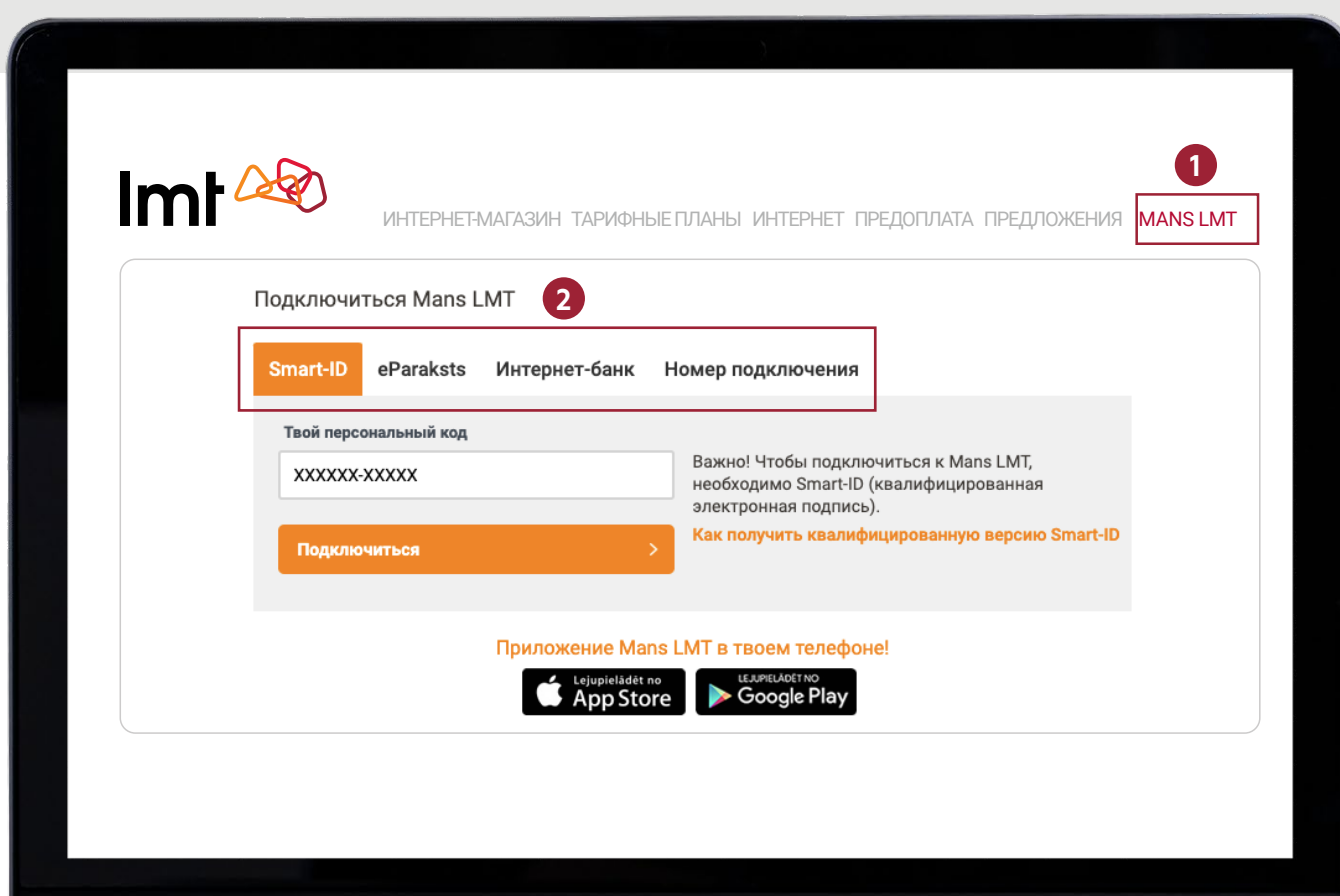 1
lmt
ИНТЕРНЕТ-МАГАЗИН ТАРИФНЫЕ ПЛАНЫ ИНТЕРНЕТ ПРЕДОПЛАТА ПРЕДЛОЖЕНИЯ MANS LMT
Подключиться Mans LMT 2
Smart-ID eParaksts Интернет-банк Номер подключения
Твой персональный код
XXXXXX-XXXXX
Важно! Чтобы подключиться к Mans LMT,
необходимо Smart-ID (квалифицированная
электронная подпись).
Как получить квалифицированную версию Smart-ID
Подключиться
Приложение Mans LMT в твоем телефоне!
Lejupielādēt no
App Store
LEJUPIELĀDĒT NO
Google Play